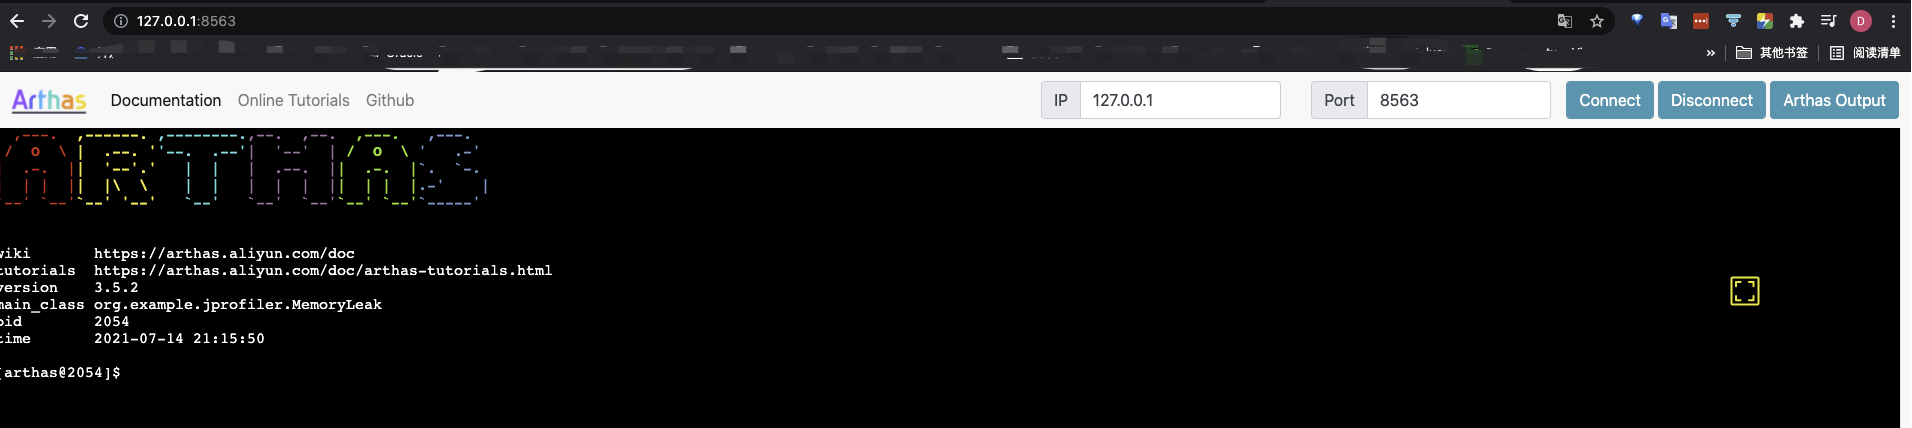 127.0.0.1:8563
D
» 其他书签 阅读清单
Arthas Documentation Online Tutorials Github IP 127.0.0.1 Port 8563 Connect Disconnect Arthas Output
ARTHAS
wiki https://arthas.aliyun.com/doc
tutorials https://arthas.aliyun.com/doc/arthas-tutorials.html
version 3.5.2
main_class org.example.jprofiler.MemoryLeak
pid 2054
time 2021-07-14 21:15:50
[arthas@2054]$